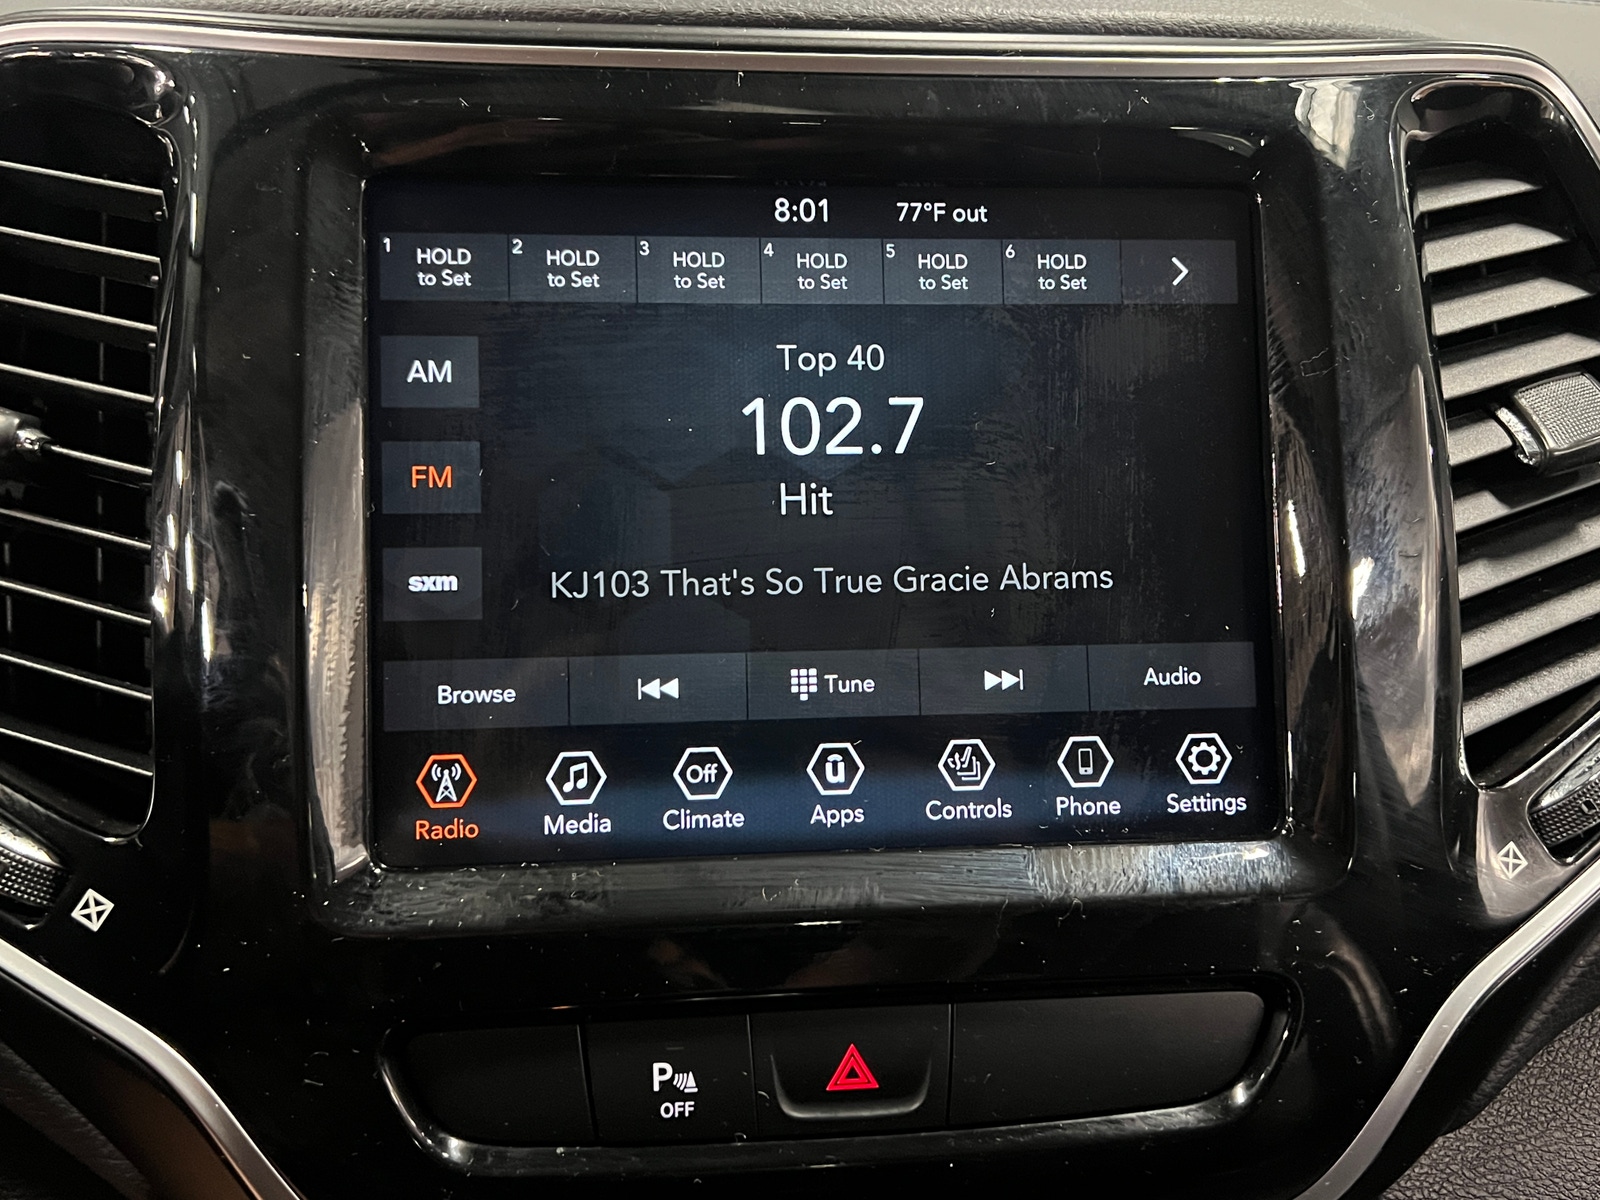 8:01 77°F out
1 HOLD to Set
2 HOLD to Set
3 HOLD to Set
4 HOLD to Set
5 HOLD to Set
6 HOLD to Set
AM
Top 40
102.7
FM
Hit
sxm
KJ103 That's So True Gracie Abrams
Browse Tune Audio
Off
Radio Media Climate Apps Controls Phone Settings
P
OFF